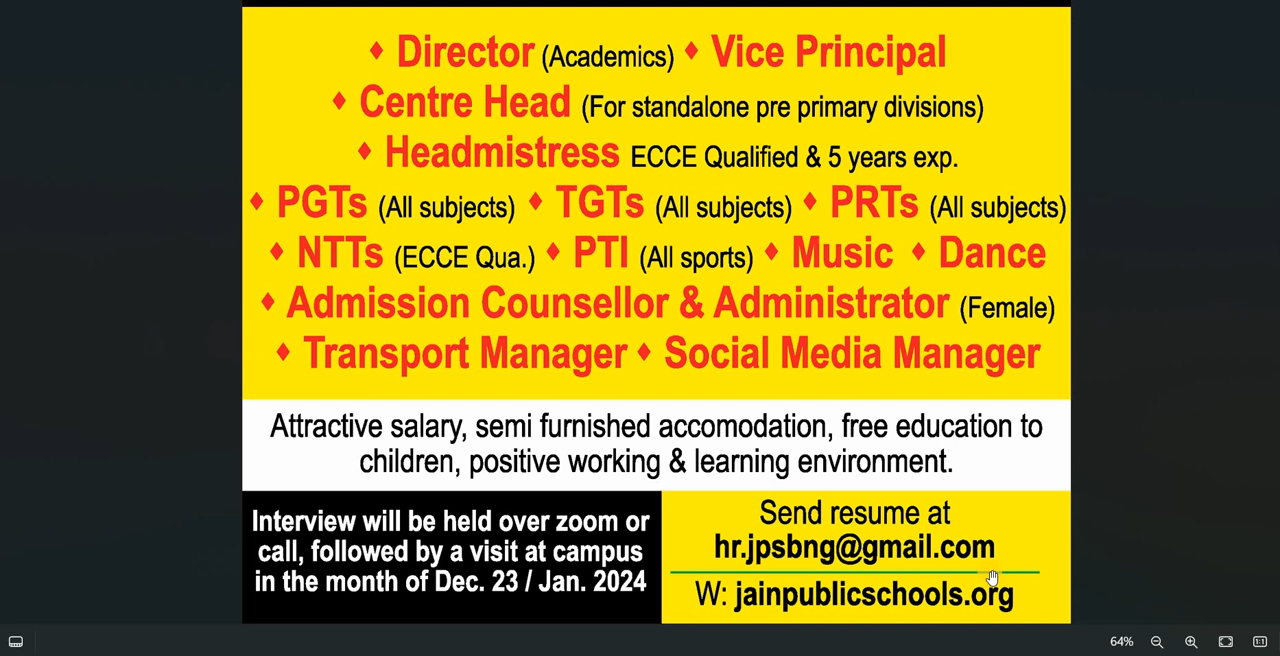 ♦ Director (Academics) ♦ Vice Principal
♦ Centre Head (For standalone pre primary divisions)
♦ Headmistress ECCE Qualified & 5 years exp.
♦ PGTs (All subjects) ♦ TGTs (All subjects) ♦ PRTs (All subjects)
♦ NTTs (ECCE Qua.) ♦ PTI (All sports) ♦ Music ♦ Dance
♦ Admission Counsellor & Administrator (Female)
♦ Transport Manager ♦ Social Media Manager
Attractive salary, semi furnished accomodation, free education to
children, positive working & learning environment.
Interview will be held over zoom or
call, followed by a visit at campus
in the month of Dec. 23 / Jan. 2024
Send resume at
hr.jpsbng@gmail.com
W: jainpublicschools.org
64%
1:1